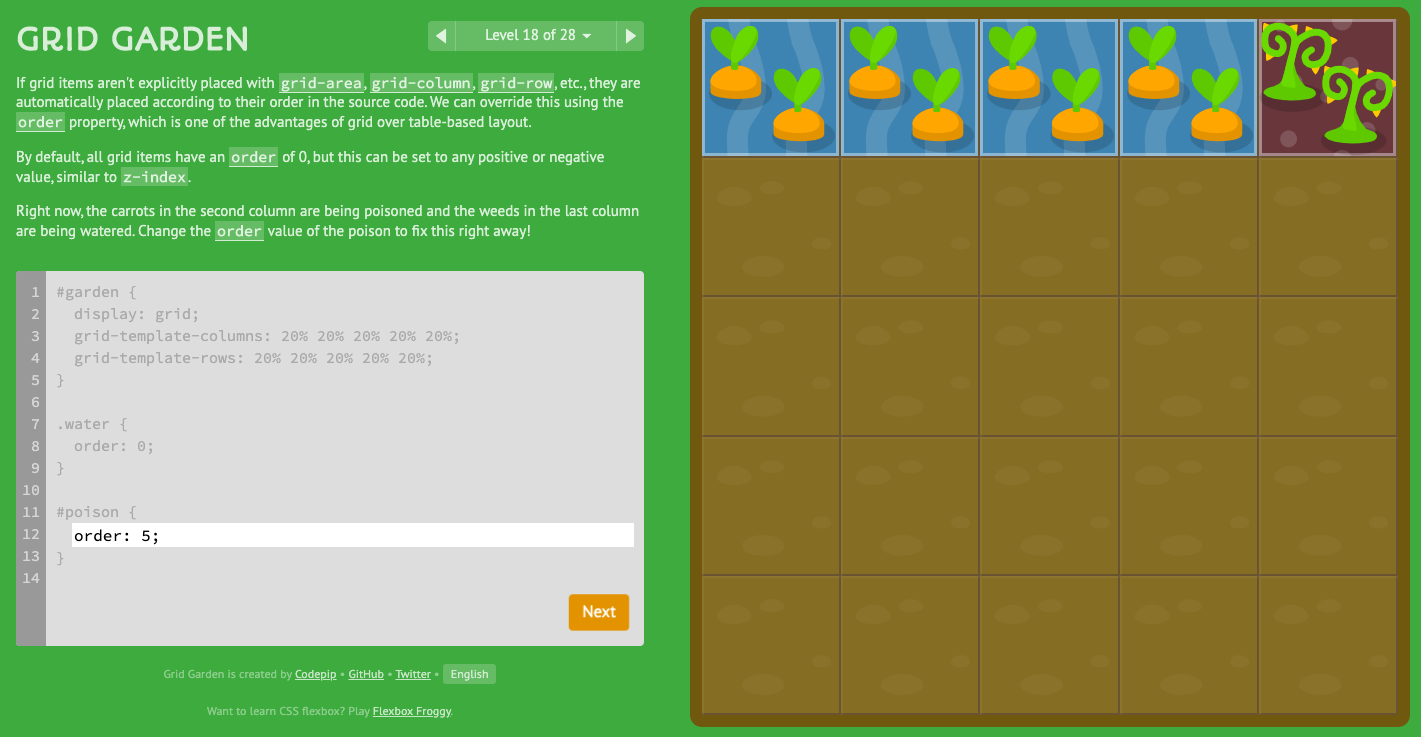 GRID GARDEN
Level 18 of 28
If grid items aren't explicitly placed with grid-area, grid-column, grid-row, etc., they are
automatically placed according to their order in the source code. We can override this using the
order property, which is one of the advantages of grid over table-based layout.
By default, all grid items have an order of 0, but this can be set to any positive or negative
value, similar to z-index.
Right now, the carrots in the second column are being poisoned and the weeds in the last column
are being watered. Change the order value of the poison to fix this right away!
1 #garden {
2 display: grid;
3 grid-template-columns: 20% 20% 20% 20% 20%;
4 grid-template-rows: 20% 20% 20% 20% 20%;
5 }
6
7 .water {
8 order: 0;
9 }
10
11 #poison {
12 order: 5;
13 }
14
Next
Grid Garden is created by Codepip • GitHub • Twitter • English
Want to learn CSS flexbox? Play Flexbox Froggy.